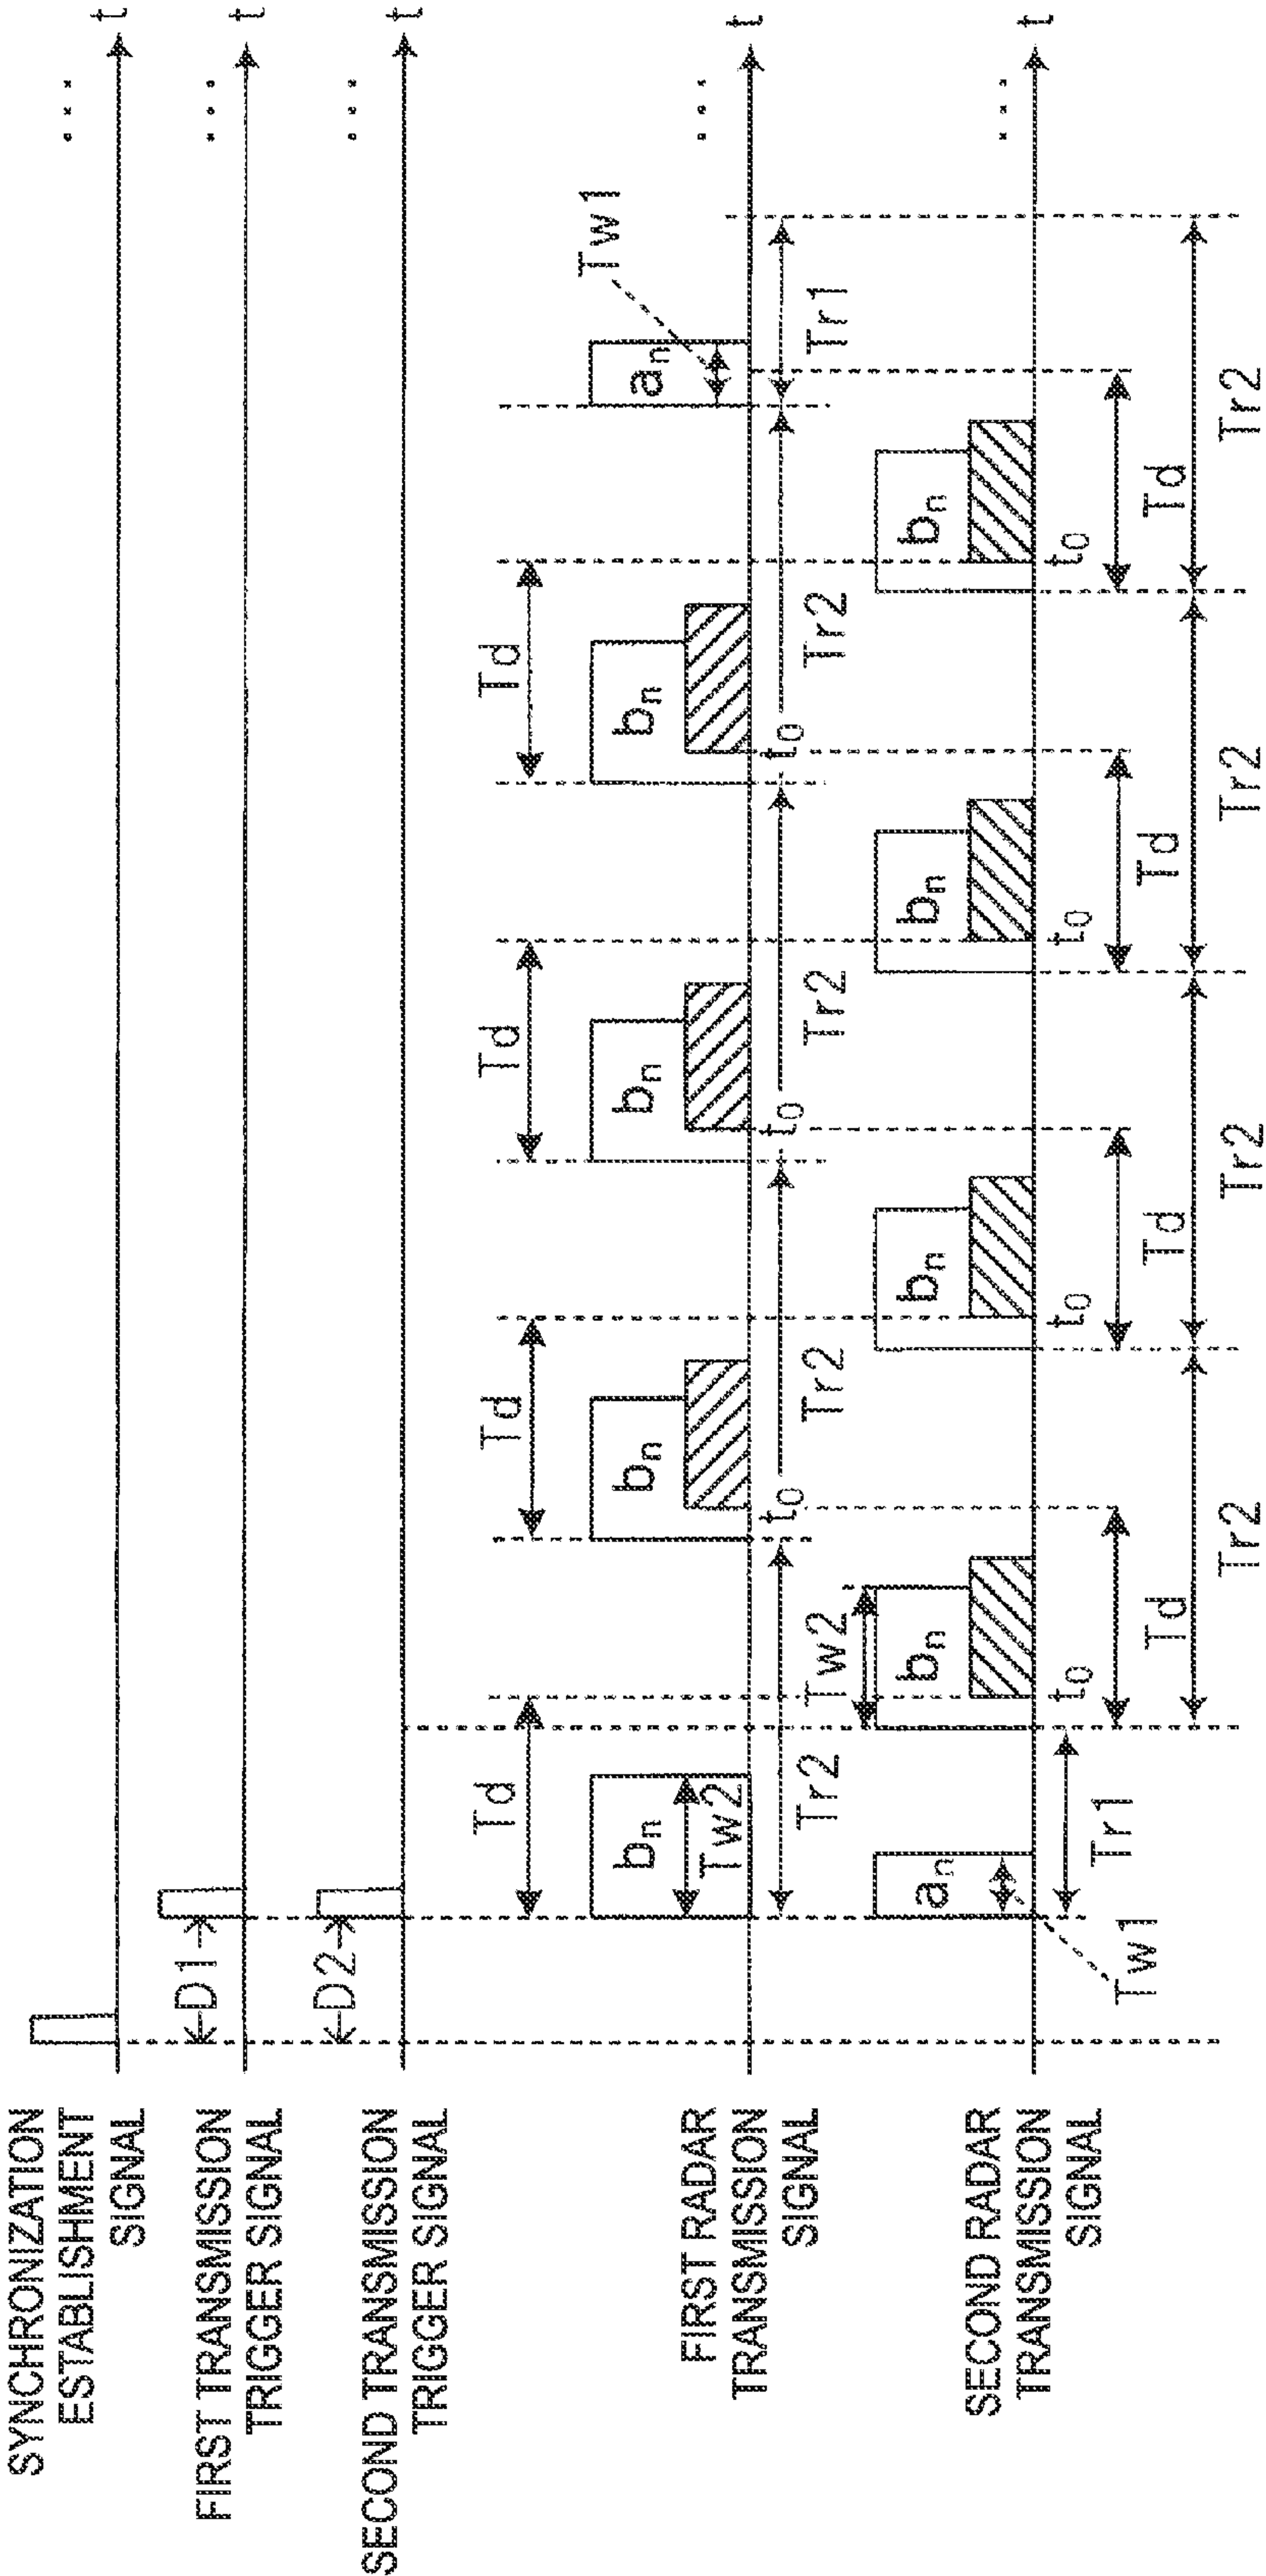 SYNCHRONIZATION
ESTABLISHMENT
SIGNAL
t
FIRST TRANSMISSION
TRIGGER SIGNAL
D1
t
SECOND TRANSMISSION
TRIGGER SIGNAL
D2
t
FIRST RADAR
TRANSMISSION
SIGNAL
Td
Td
Td
Td
Tw1
bn
bn
bn
bn
an
Tw2
t
t0
t0
t0
Tr2
Tr2
Tr2
Tr2
Tr1
SECOND RADAR
TRANSMISSION
SIGNAL
Tw2
an
bn
bn
bn
bn
t
t0
t0
t0
t0
Tw1
Tr1
Td
Td
Td
Td
Tr2
Tr2
Tr2
Tr2